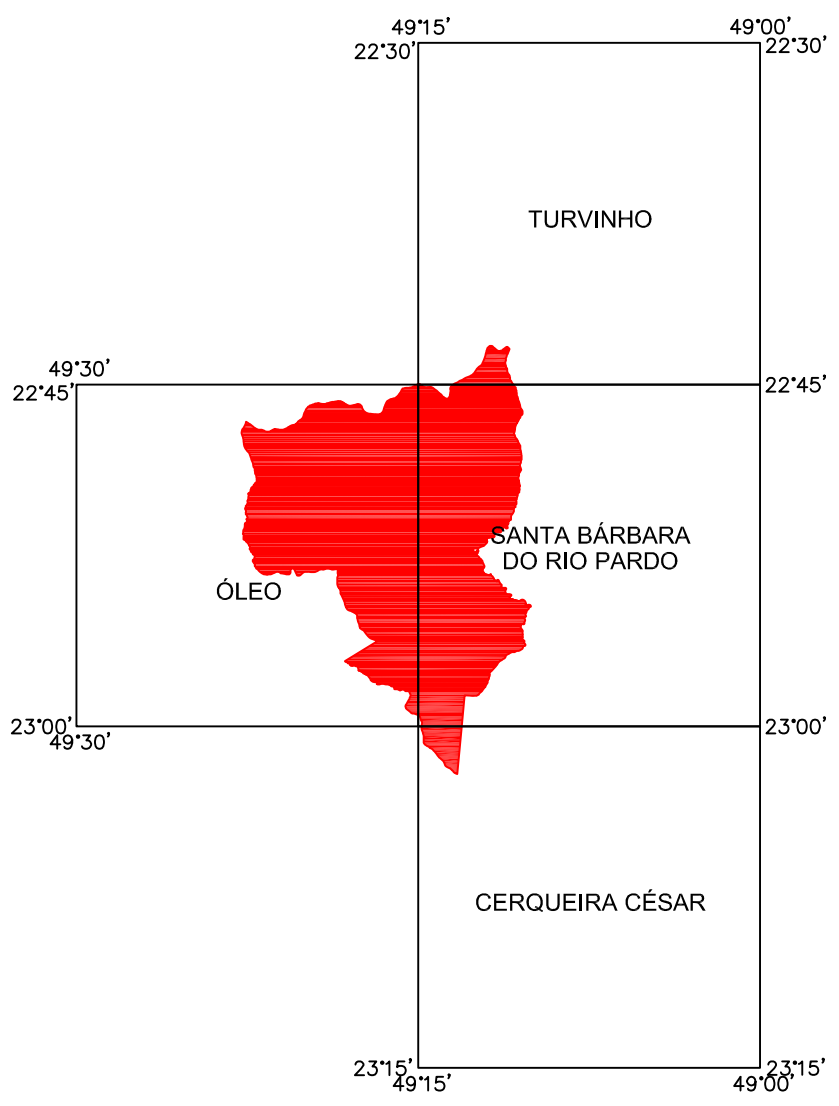 49°15'
49°00'
22°30'
22°30'
TURVINHO
49°30'
22°45'
22°45'
SANTA BÁRBARA
DO RIO PARDO
ÓLEO
23°00'
49°30'
23°00'
CERQUEIRA CÉSAR
23°15'
49°15'
23°15'
49°00'